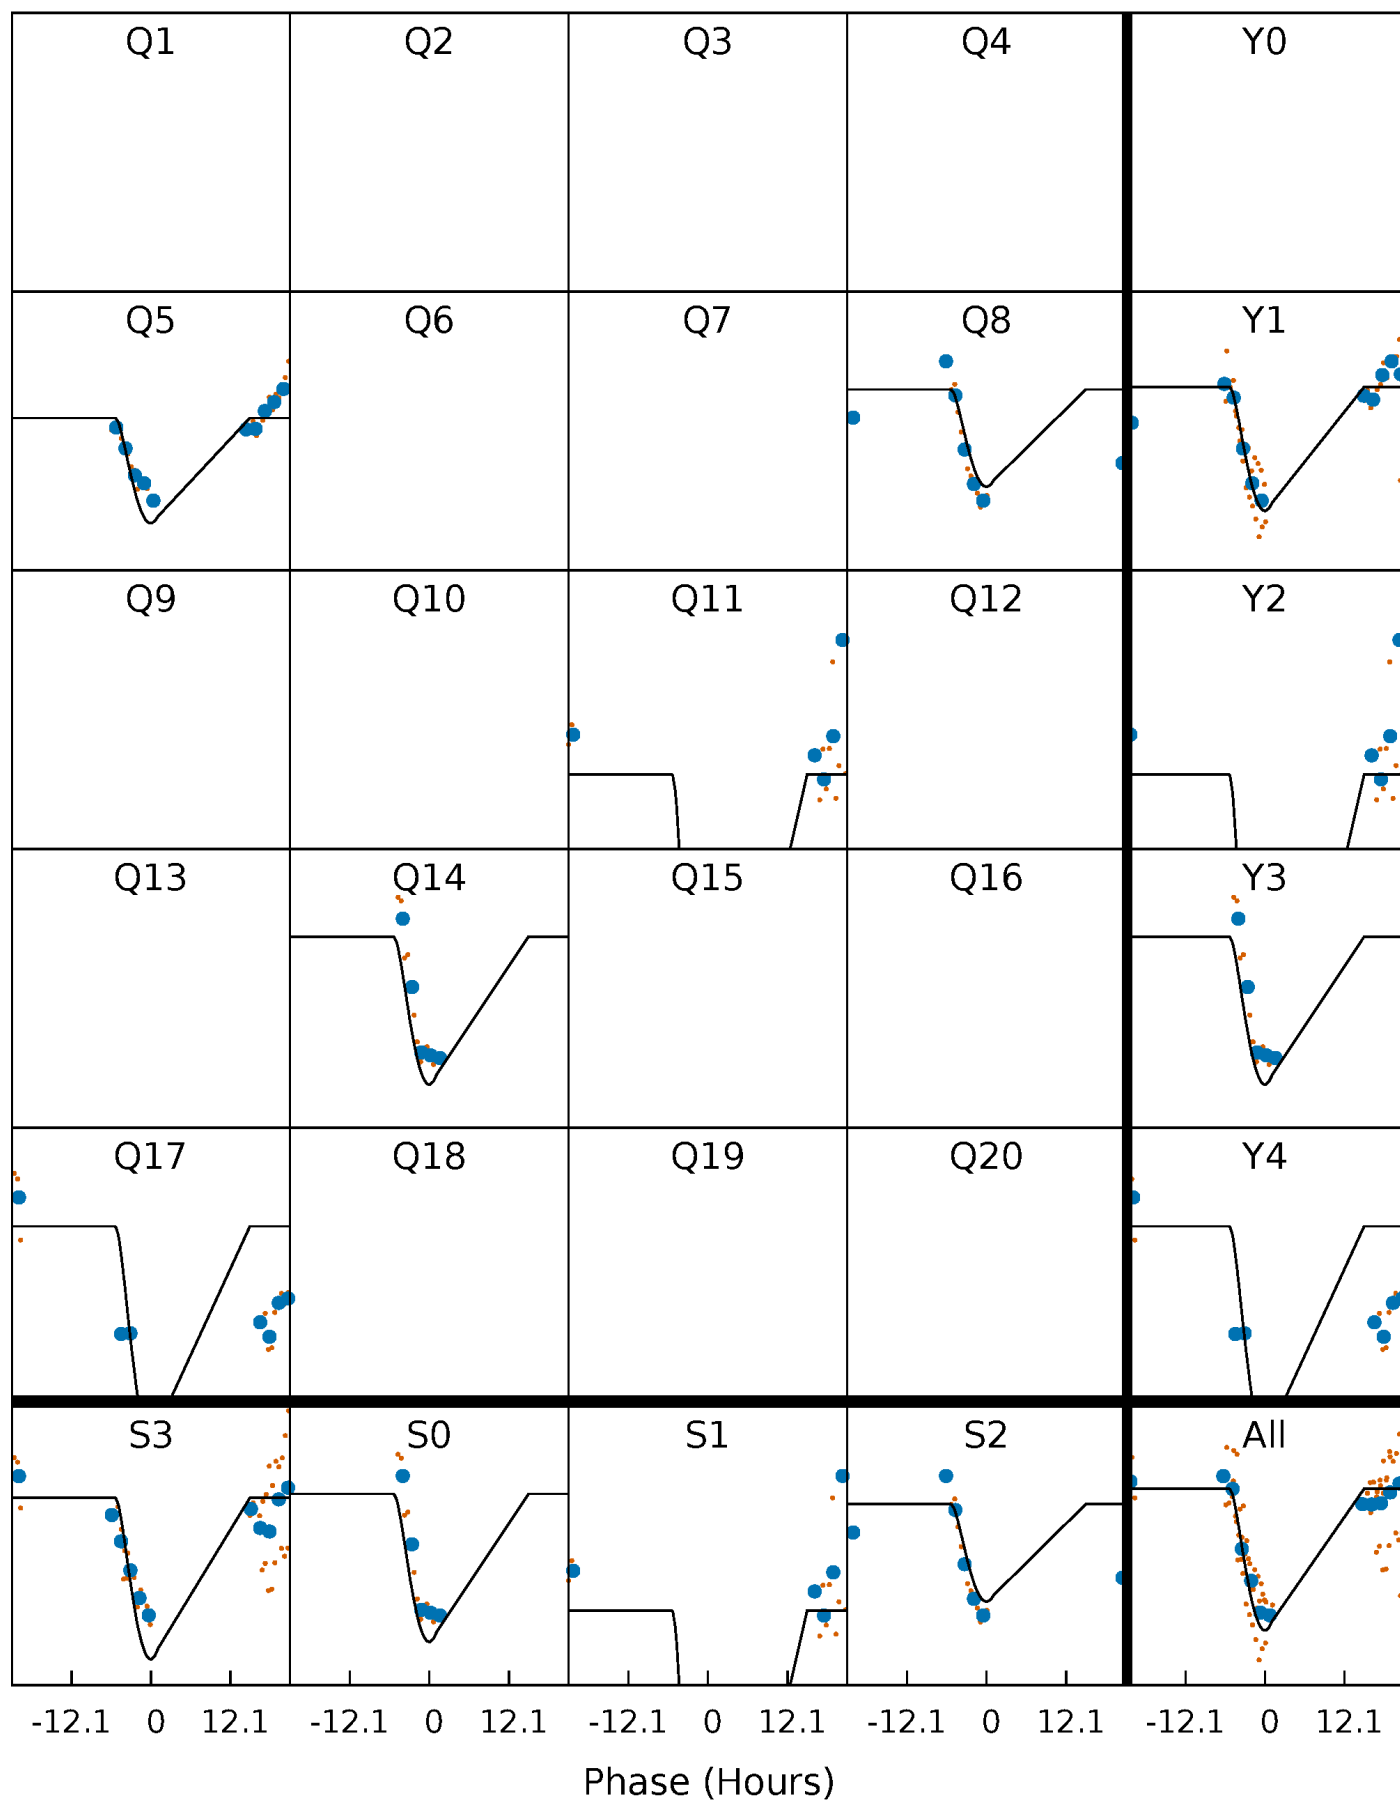 Q1 Q2 Q3 Q4 Y0
Q5 Q6 Q7 Q8 Y1
Q9 Q10 Q11 Q12 Y2
Q13 Q14 Q15 Q16 Y3
Q17 Q18 Q19 Q20 Y4
S3 S0 S1 S2 All
-12.1 0 12.1 -12.1 0 12.1 -12.1 0 12.1 -12.1 0 12.1 -12.1 0 12.1
Phase (Hours)